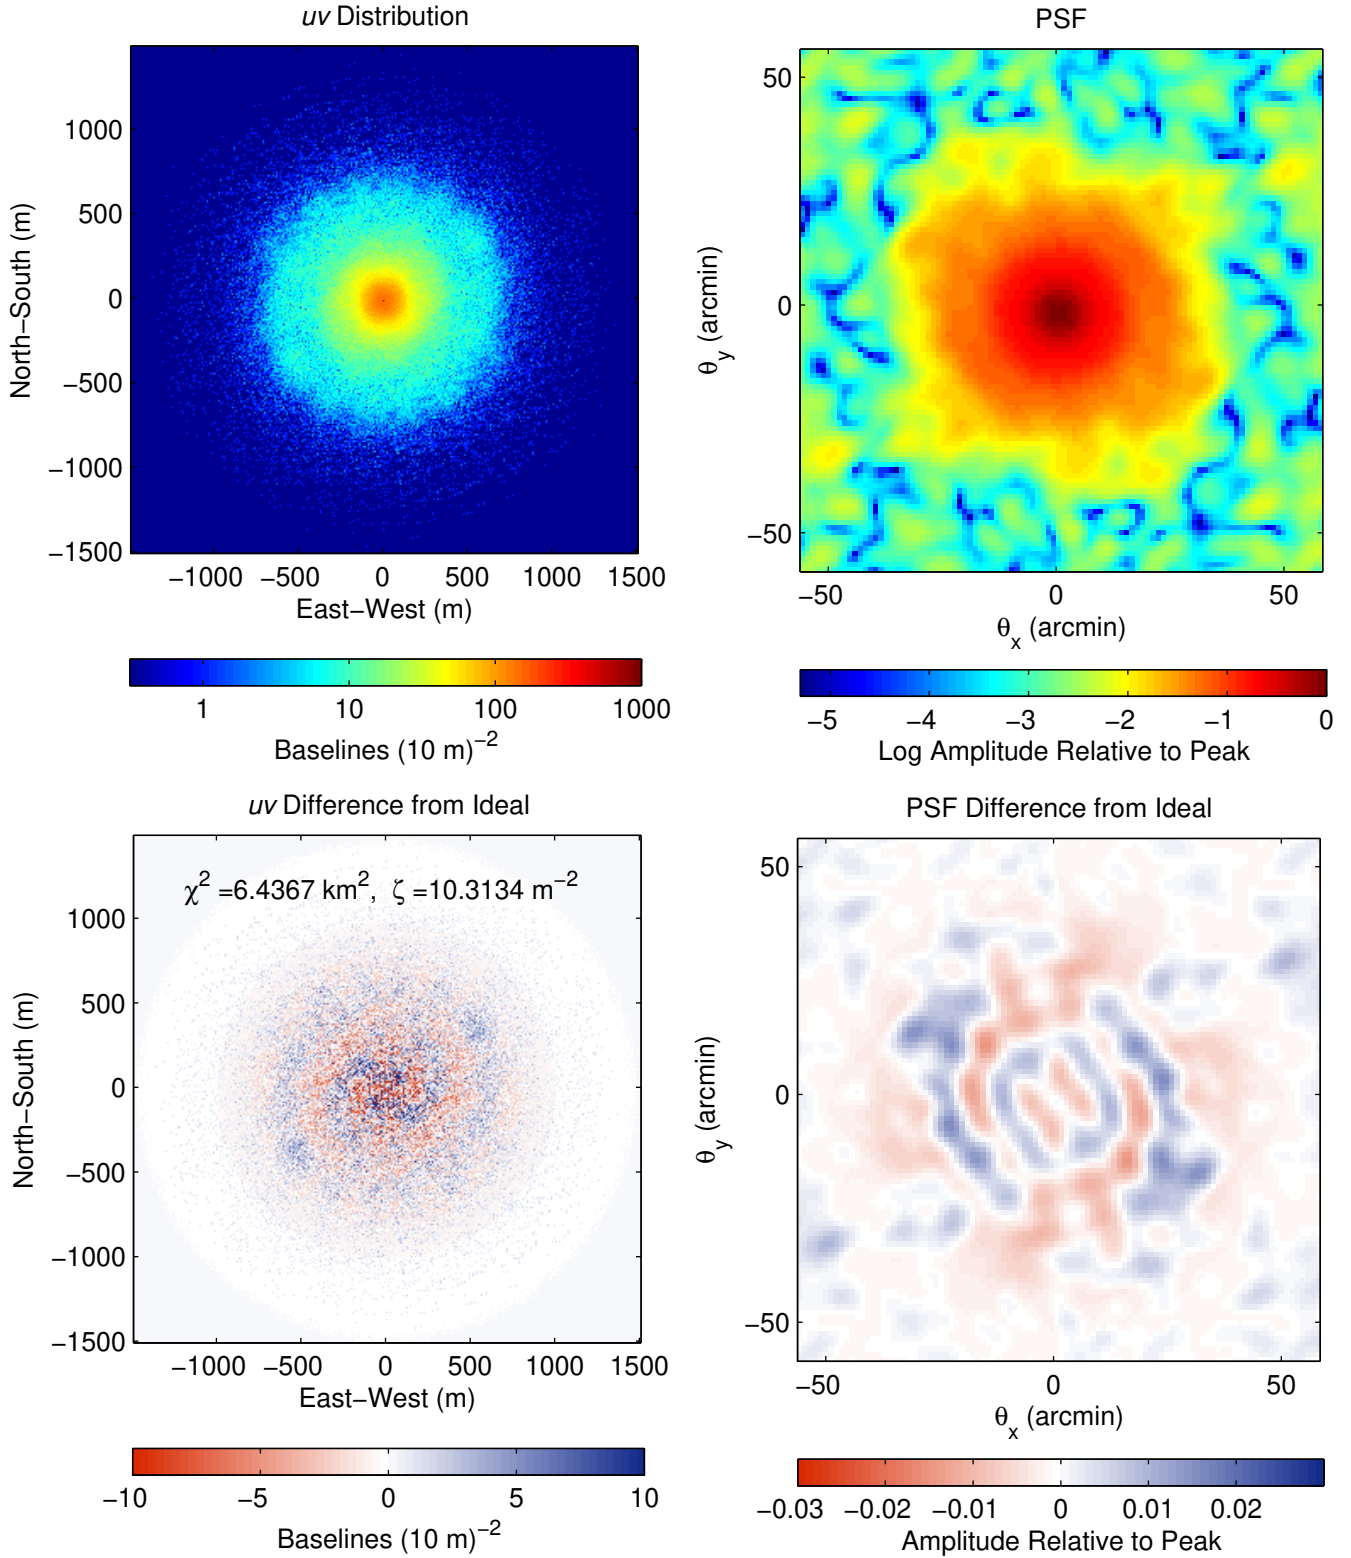 uv Distribution
North−South (m)
1000
500
0
−500
−1000
−1500
−1000 −500 0 500 1000 1500
East−West (m)
1 10 100 1000
Baselines (10 m)−2
PSF
θy (arcmin)
50
0
−50
−50 0 50
θx (arcmin)
−5 −4 −3 −2 −1 0
Log Amplitude Relative to Peak
uv Difference from Ideal
χ2 =6.4367 km2, ζ =10.3134 m−2
North−South (m)
1000
500
0
−500
−1000
−1500
−1000 −500 0 500 1000 1500
East−West (m)
−10 −5 0 5 10
Baselines (10 m)−2
PSF Difference from Ideal
θy (arcmin)
50
0
−50
−50 0 50
θx (arcmin)
−0.03 −0.02 −0.01 0 0.01 0.02
Amplitude Relative to Peak